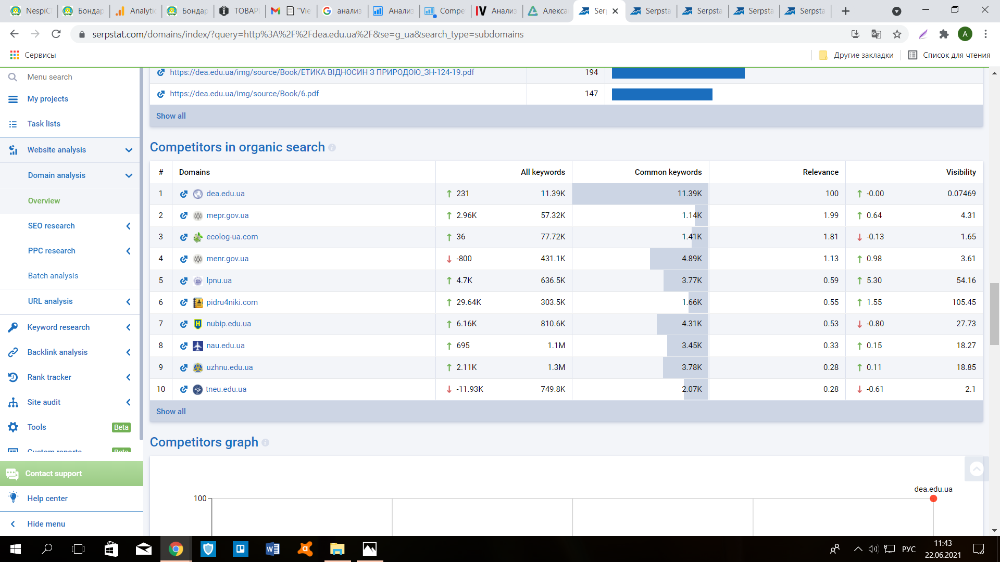 NespiC
Бондар
Analytic
Бондар
ТОВАР
"Vie
анализ
Анализ
Compe
Анализ
Алекса
Serp
Serpsta
Serpsta
Serpsta
Serpsta
serpstat.com/domains/index/?query=http%3A%2F%2Fdea.edu.ua%2F&se=g_ua&search_type=subdomains
A
Сервисы
Другие закладки
Список для чтения
Menu search
My projects
Task lists
Website analysis
Domain analysis
Overview
SEO research
PPC research
Batch analysis
URL analysis
Keyword research
Backlink analysis
Rank tracker
Site audit
Tools Beta
Custom reports Beta
Contact support
Help center
Hide menu
https://dea.edu.ua/img/source/Book/ЕТИКА ВІДНОСИН З ПРИРОДОЮ_ЗН-124-19.pdf 194
https://dea.edu.ua/img/source/Book/6.pdf 147
Show all
Competitors in organic search
# Domains All keywords Common keywords Relevance Visibility
1 dea.edu.ua 231 11.39K 11.39K 100 -0.00 0.07469
2 mepr.gov.ua 2.96K 57.32K 1.14K 1.99 0.64 4.31
3 ecolog-ua.com 36 77.72K 1.41K 1.81 -0.13 1.65
4 menr.gov.ua -800 431.1K 4.89K 1.13 0.98 3.61
5 lpnu.ua 4.7K 636.5K 3.77K 0.59 5.30 54.16
6 pidru4niki.com 29.64K 303.5K 1.66K 0.55 1.55 105.45
7 nubip.edu.ua 6.16K 810.6K 4.31K 0.53 -0.80 27.73
8 nau.edu.ua 695 1.1M 3.45K 0.33 0.15 18.27
9 uzhnu.edu.ua 2.11K 1.3M 3.78K 0.28 0.11 18.85
10 tneu.edu.ua -11.93K 749.8K 2.07K 0.28 -0.61 2.1
Show all
Competitors graph
dea.edu.ua
100
РУС
11:43
22.06.2021